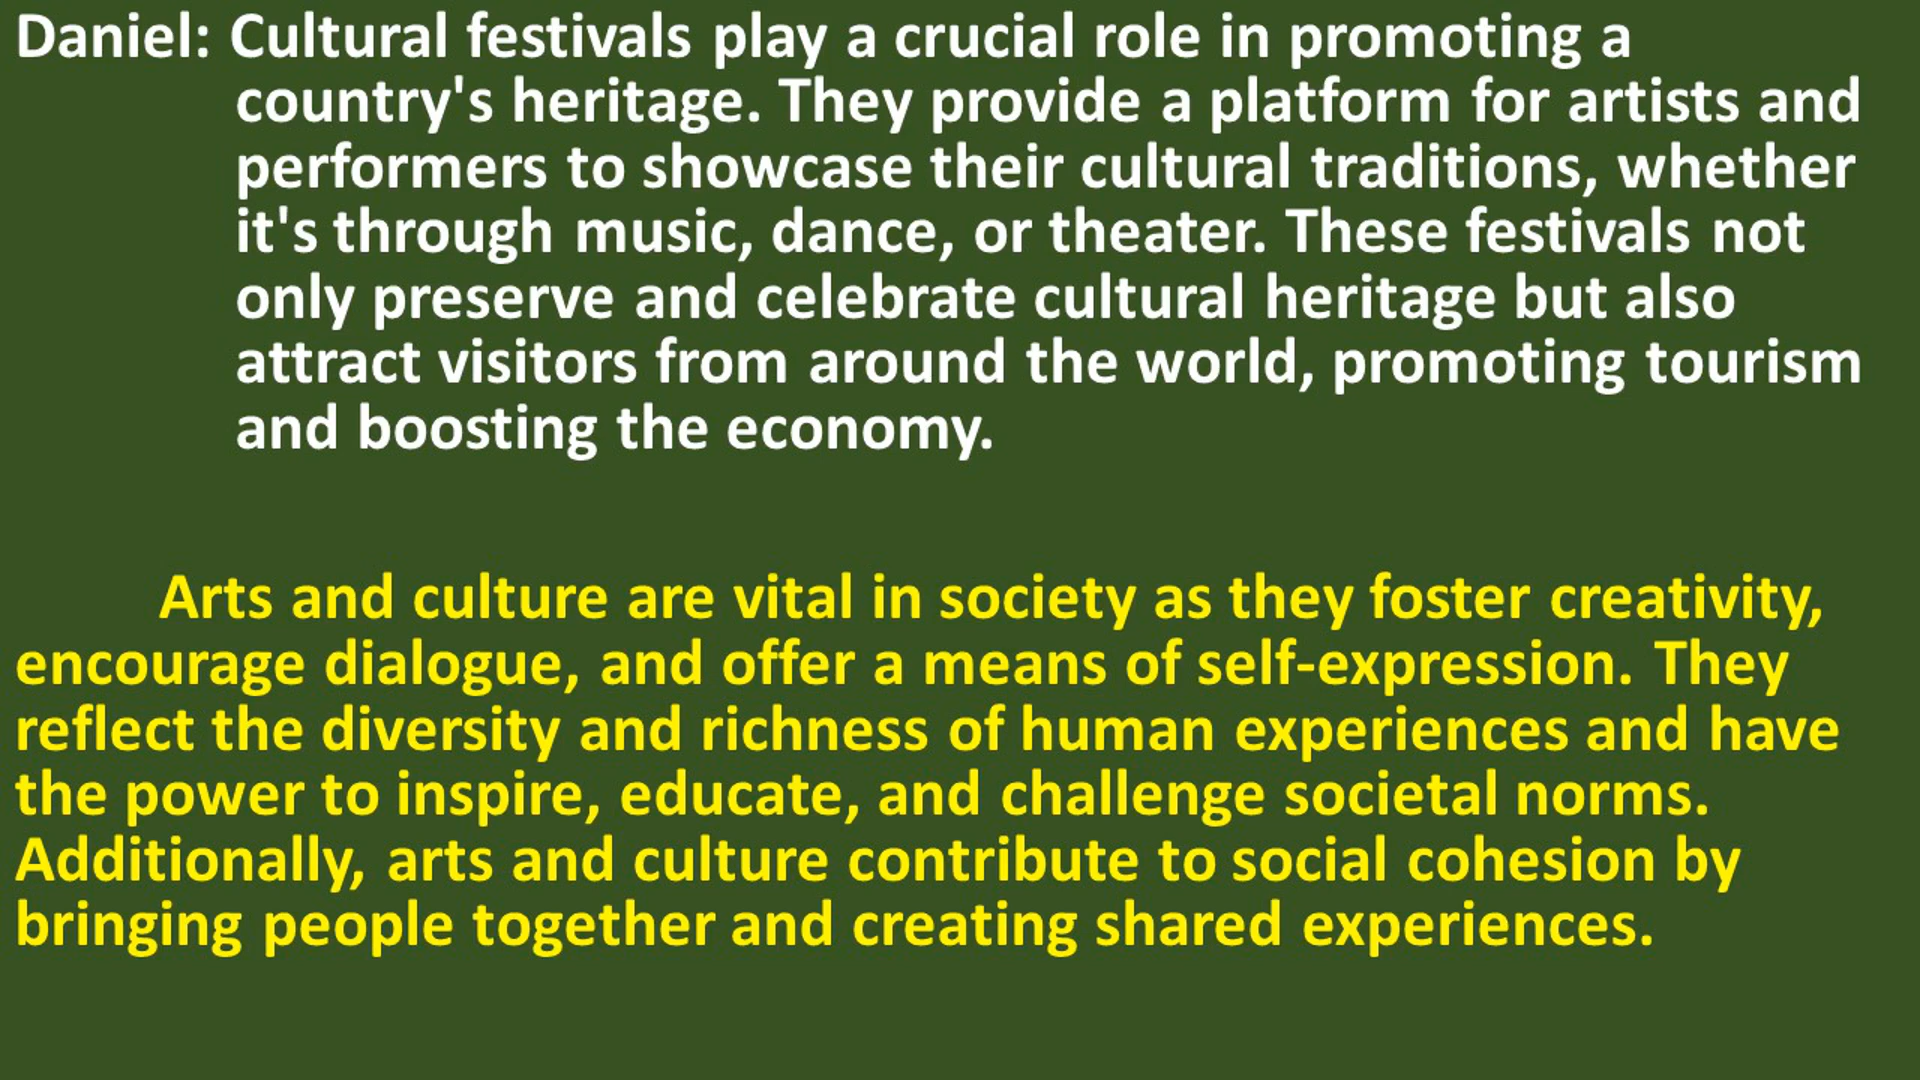 Daniel: Cultural festivals play a crucial role in promoting a
country's heritage. They provide a platform for artists and
performers to showcase their cultural traditions, whether
it's through music, dance, or theater. These festivals not
only preserve and celebrate cultural heritage but also
attract visitors from around the world, promoting tourism
and boosting the economy.
Arts and culture are vital in society as they foster creativity,
encourage dialogue, and offer a means of self-expression. They
reflect the diversity and richness of human experiences and have
the power to inspire, educate, and challenge societal norms.
Additionally, arts and culture contribute to social cohesion by
bringing people together and creating shared experiences.